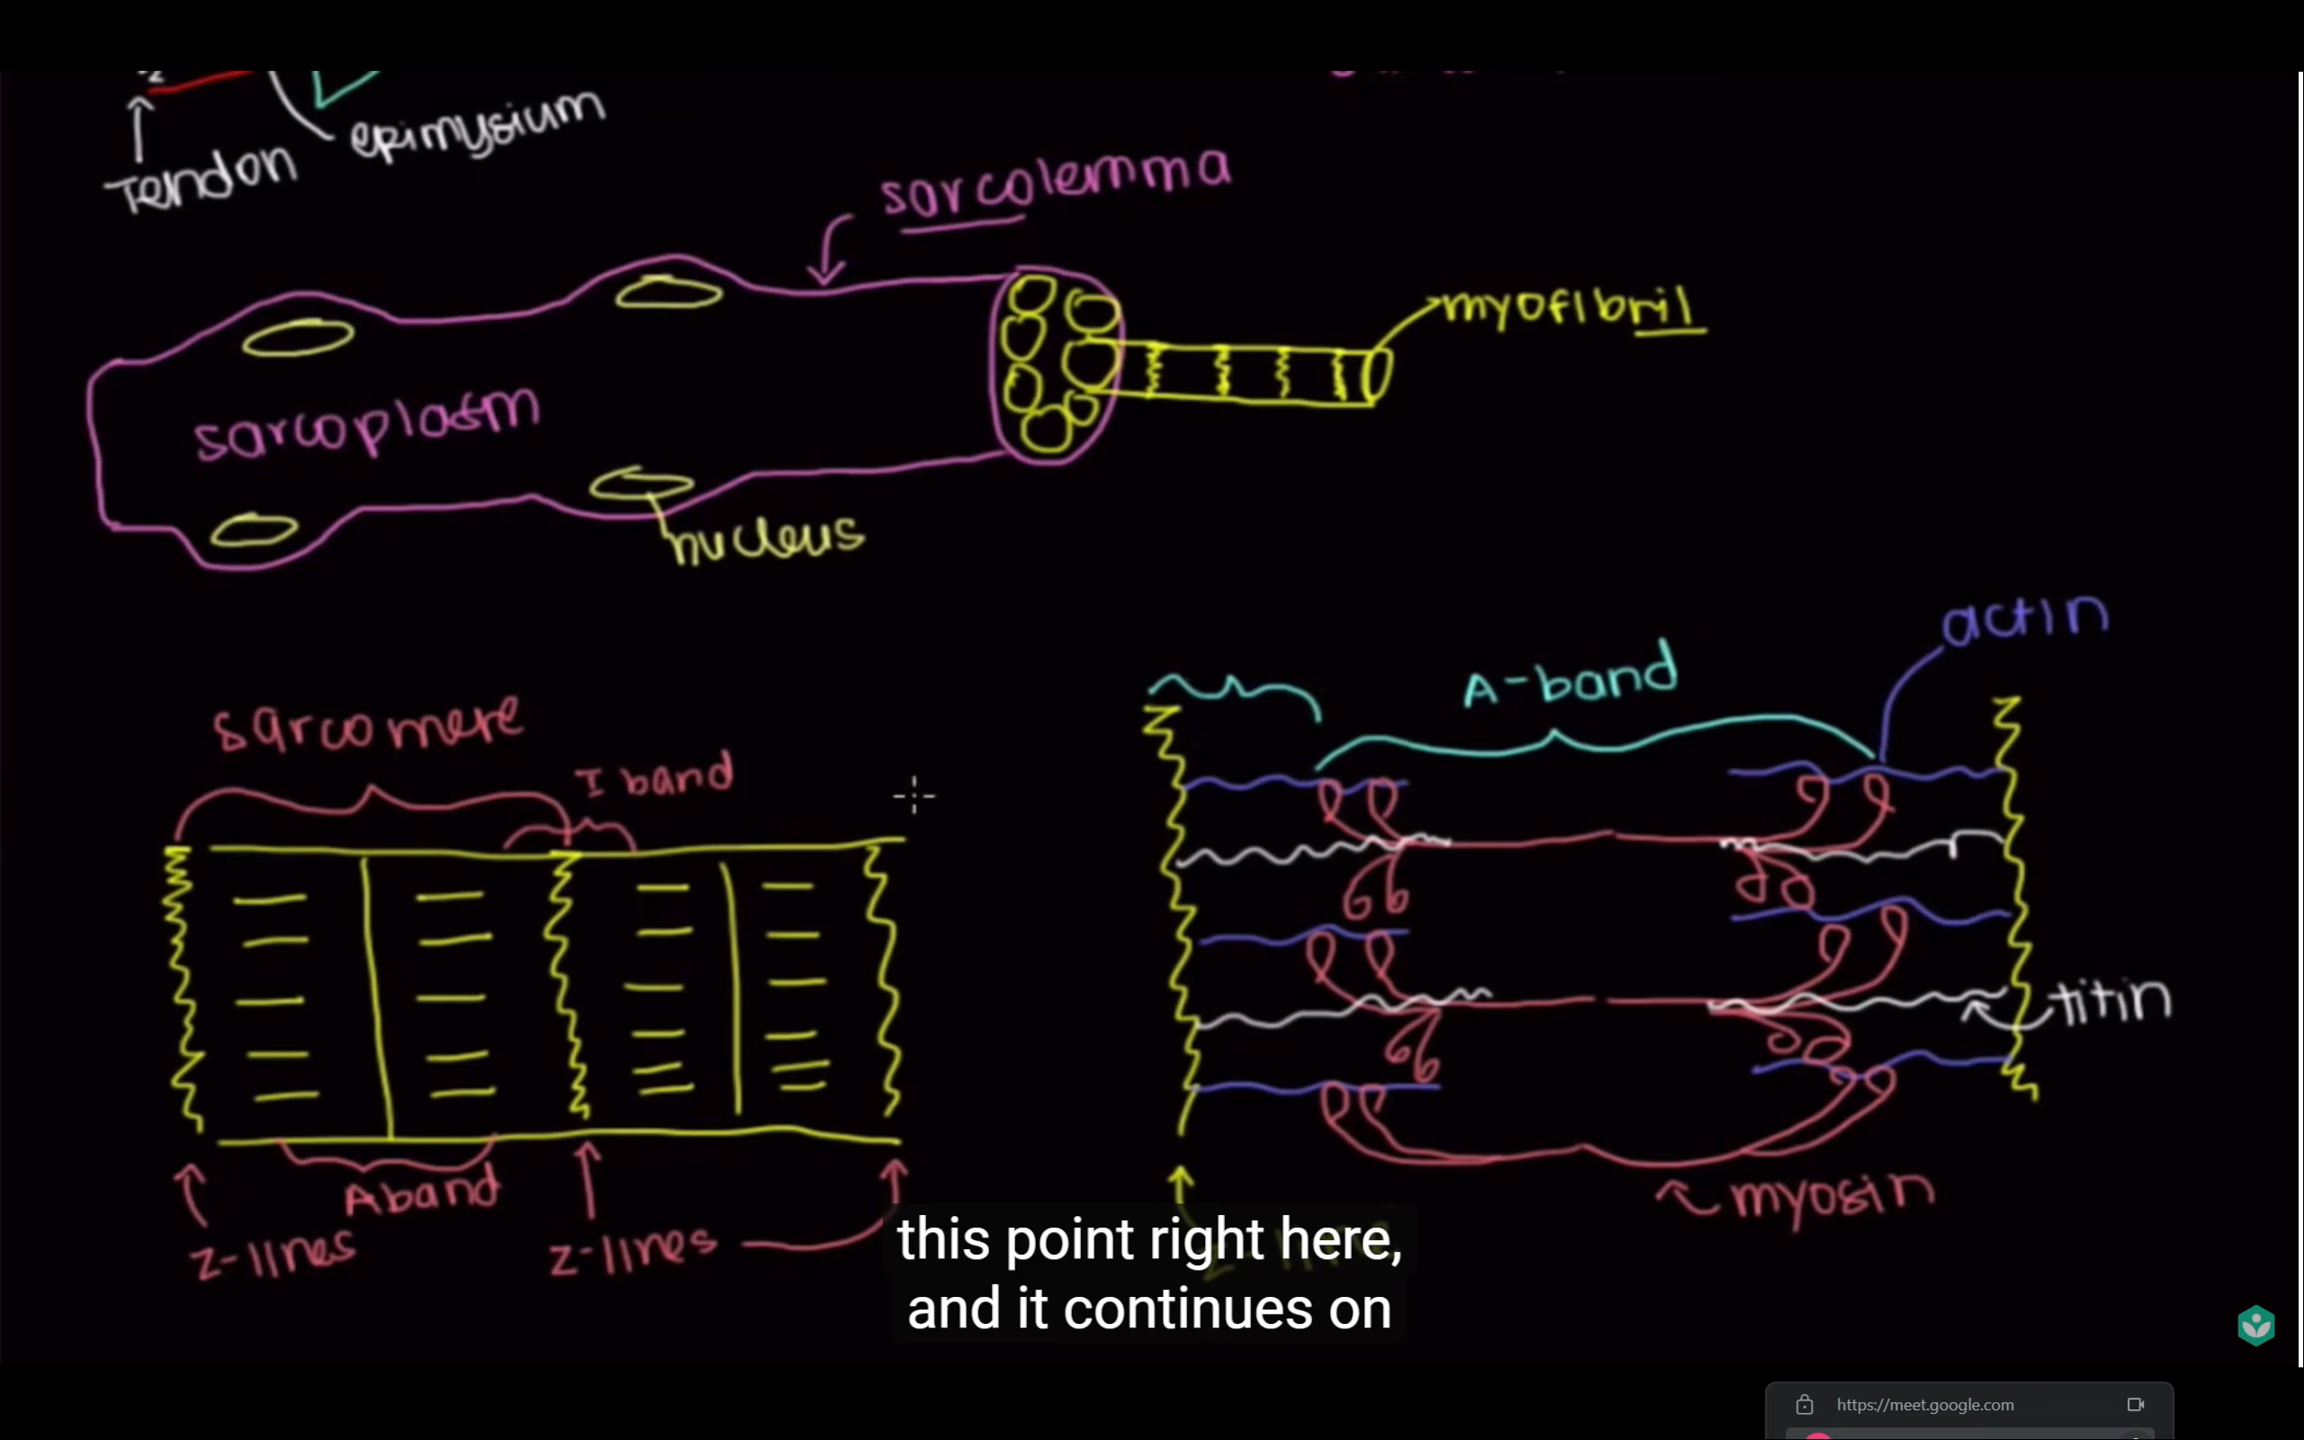 Tendon
epimysium
sarcolemma
myofibril
sarcoplasm
nucleus
sarcomere
I band
A band
z-lines
z-lines
A-band
actin
titin
myosin
this point right here,
and it continues on
https://meet.google.com